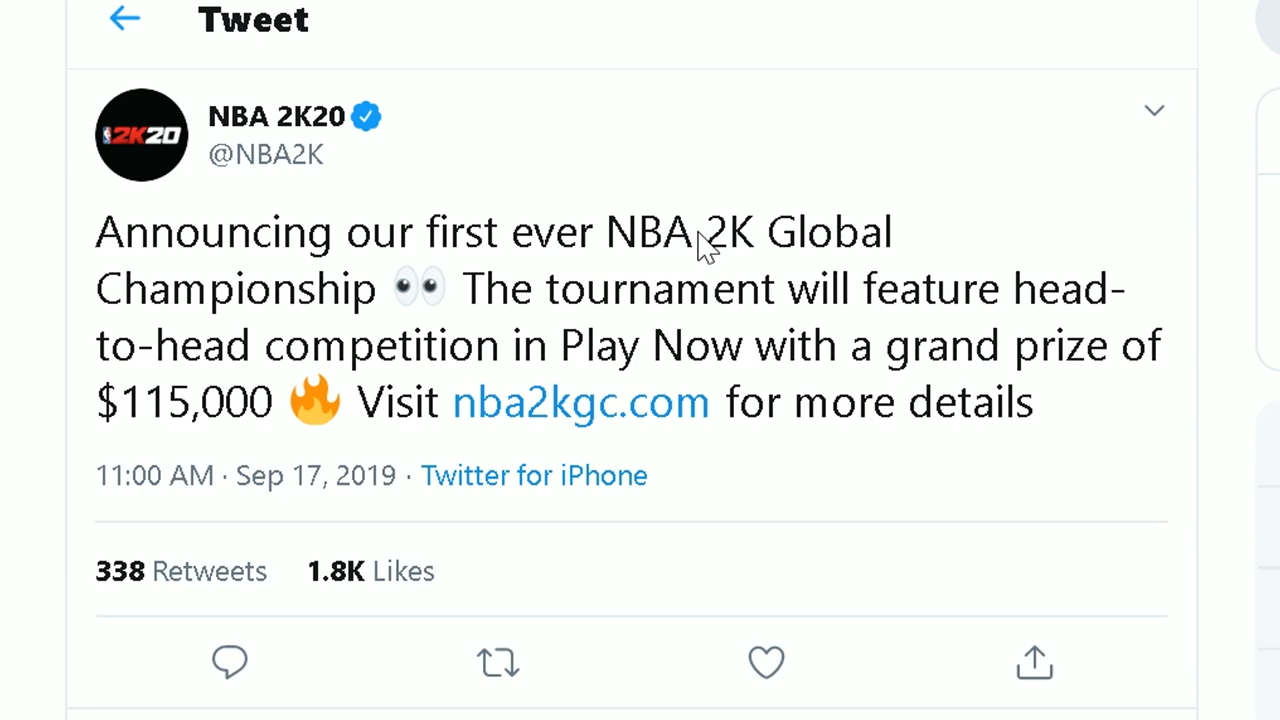 Tweet
2K20
NBA 2K20
@NBA2K
Announcing our first ever NBA 2K Global
Championship 👀 The tournament will feature head-
to-head competition in Play Now with a grand prize of
$115,000 🔥 Visit nba2kgc.com for more details
11:00 AM · Sep 17, 2019 · Twitter for iPhone
338 Retweets 1.8K Likes